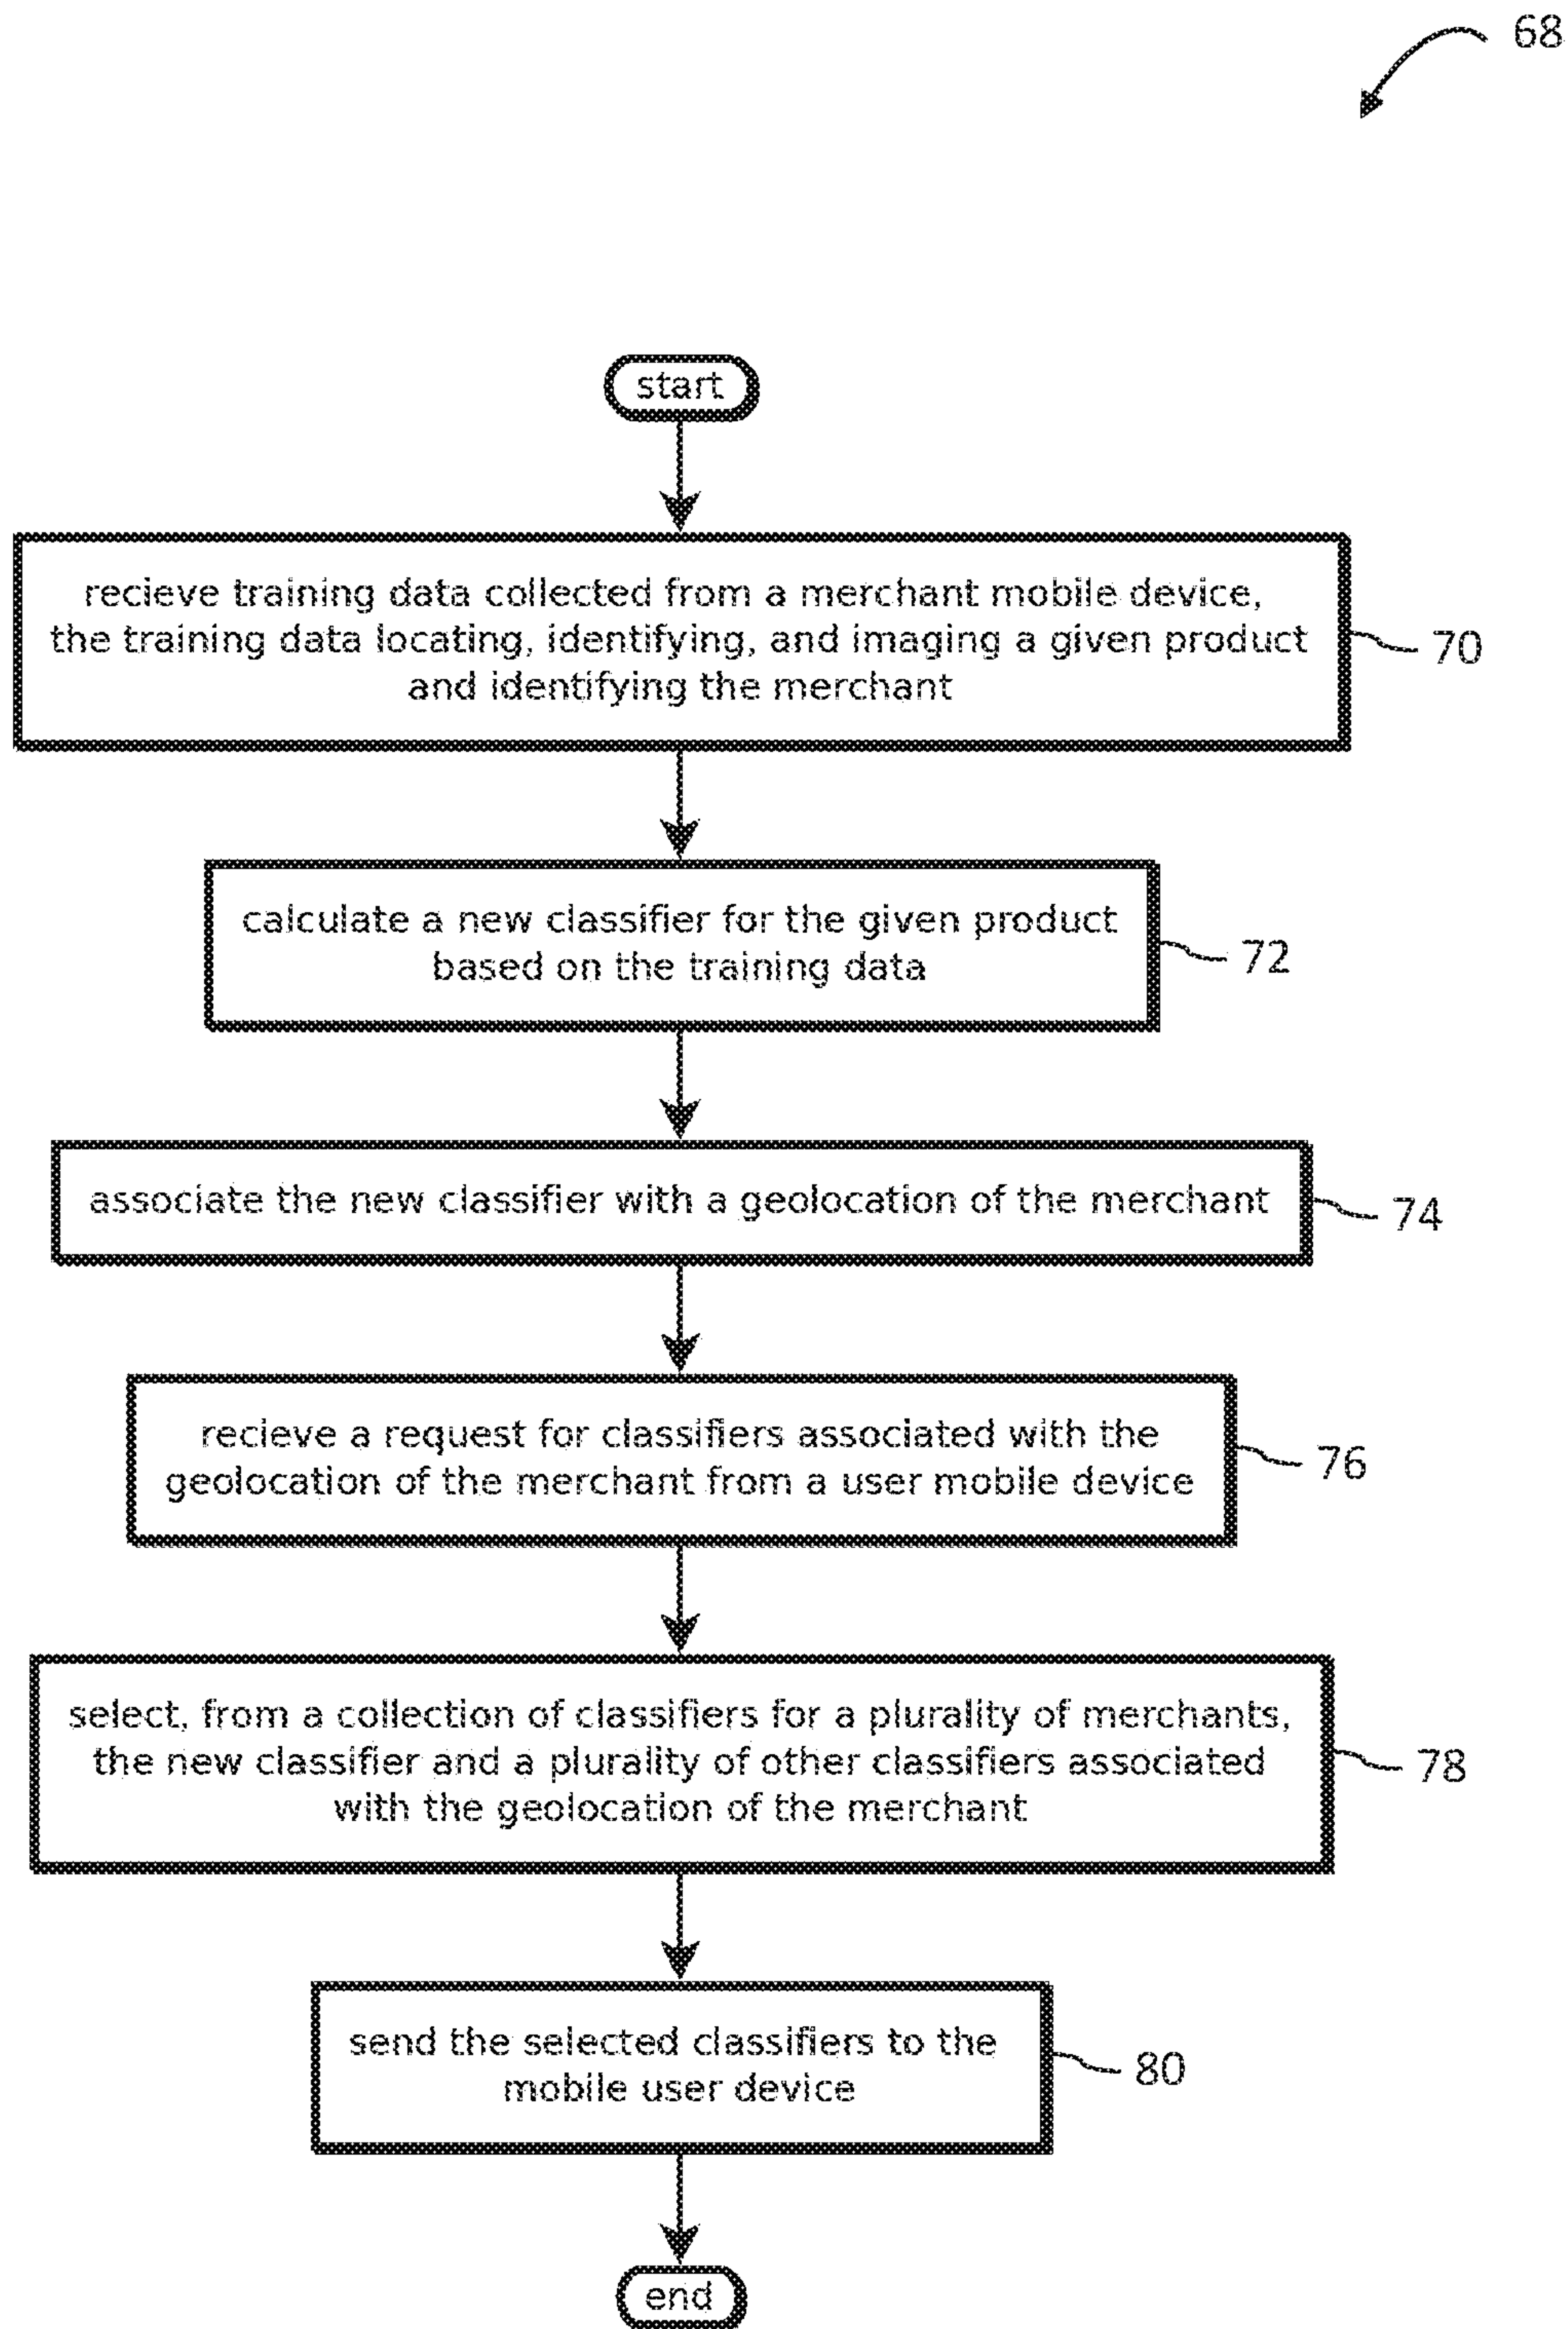 68
start
recieve training data collected from a merchant mobile device,
the training data locating, identifying, and imaging a given product
and identifying the merchant
70
calculate a new classifier for the given product
based on the training data
72
associate the new classifier with a geolocation of the merchant
74
recieve a request for classifiers associated with the
geolocation of the merchant from a user mobile device
76
select, from a collection of classifiers for a plurality of merchants,
the new classifier and a plurality of other classifiers associated
with the geolocation of the merchant
78
send the selected classifiers to the
mobile user device
80
end